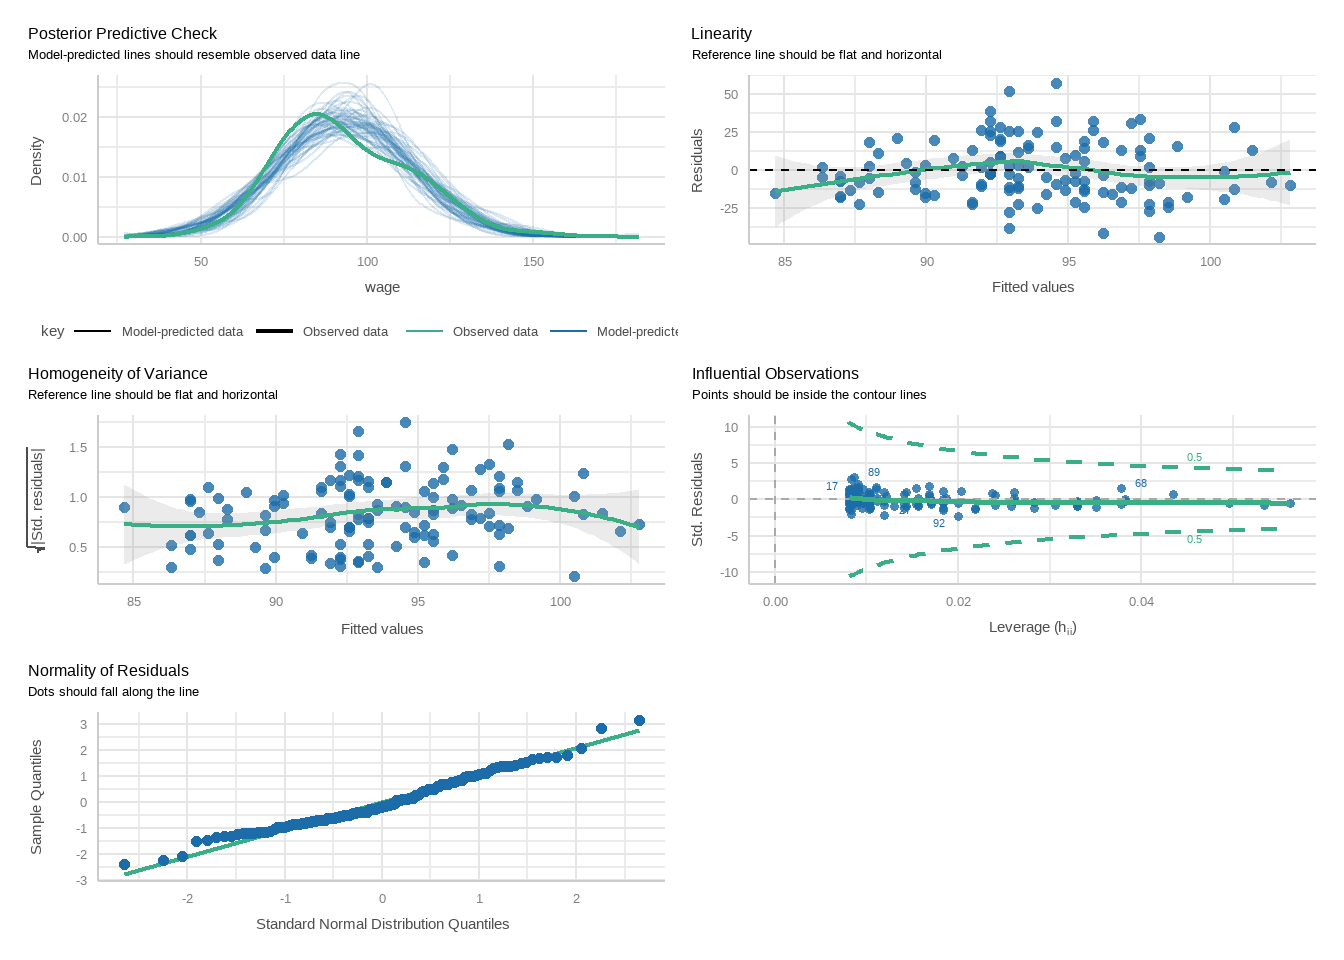 Posterior Predictive Check
Model-predicted lines should resemble observed data line
Density
0.02
0.01
0.00
50 100 150
wage
key Model-predicted data Observed data Observed data Model-predicte
Linearity
Reference line should be flat and horizontal
Residuals
50
25
0
-25
85 90 95 100
Fitted values
Homogeneity of Variance
Reference line should be flat and horizontal
√|Std. residuals|
1.5
1.0
0.5
85 90 95 100
Fitted values
Influential Observations
Points should be inside the contour lines
Std. Residuals
10
5
0
-5
-10
0.5
89
17
68
92
0.5
0.00 0.02 0.04
Leverage (hii)
Normality of Residuals
Dots should fall along the line
Sample Quantiles
3
2
1
0
-1
-2
-3
-2 -1 0 1 2
Standard Normal Distribution Quantiles